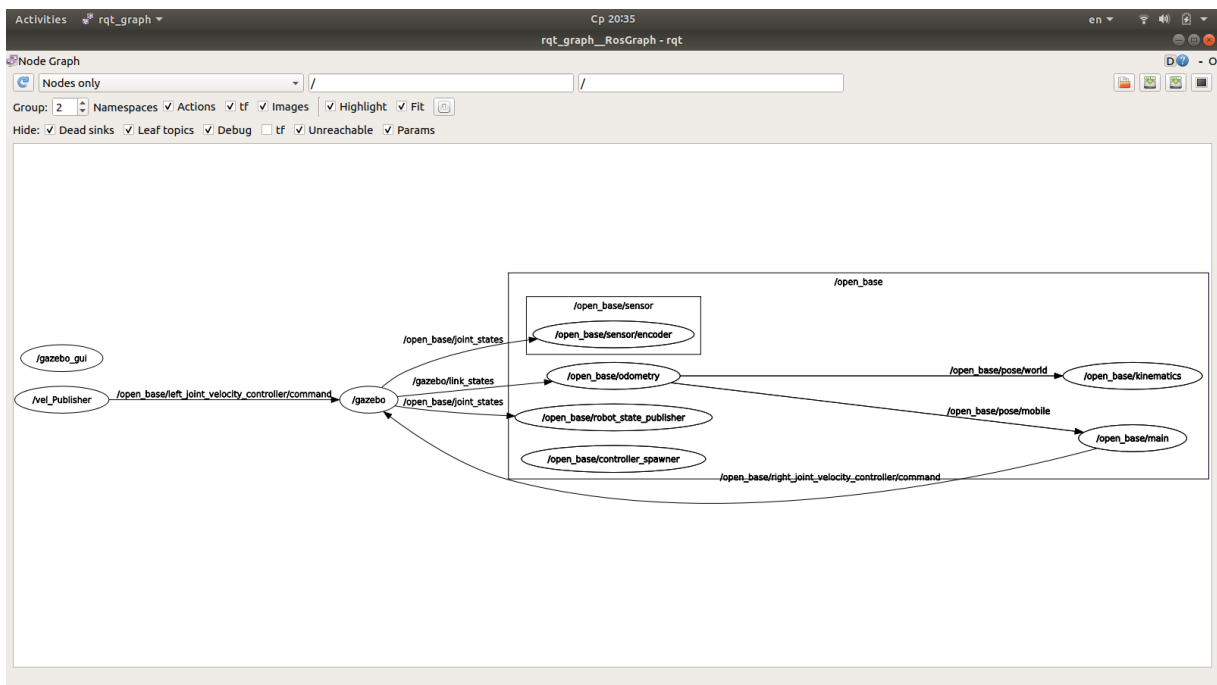 Activities rqt_graph Ср 20:35 en
rqt_graph__RosGraph - rqt
Node Graph D - O
Nodes only / /
Group: 2 Namespaces Actions tf Images Highlight Fit
Hide: Dead sinks Leaf topics Debug tf Unreachable Params
/open_base
/open_base/sensor
/open_base/sensor/encoder
/open_base/joint_states
/gazebo_gui
/gazebo/link_states
/open_base/odometry
/open_base/pose/world
/open_base/kinematics
/vel_Publisher
/open_base/left_joint_velocity_controller/command
/gazebo
/open_base/joint_states
/open_base/robot_state_publisher
/open_base/pose/mobile
/open_base/main
/open_base/controller_spawner
/open_base/right_joint_velocity_controller/command